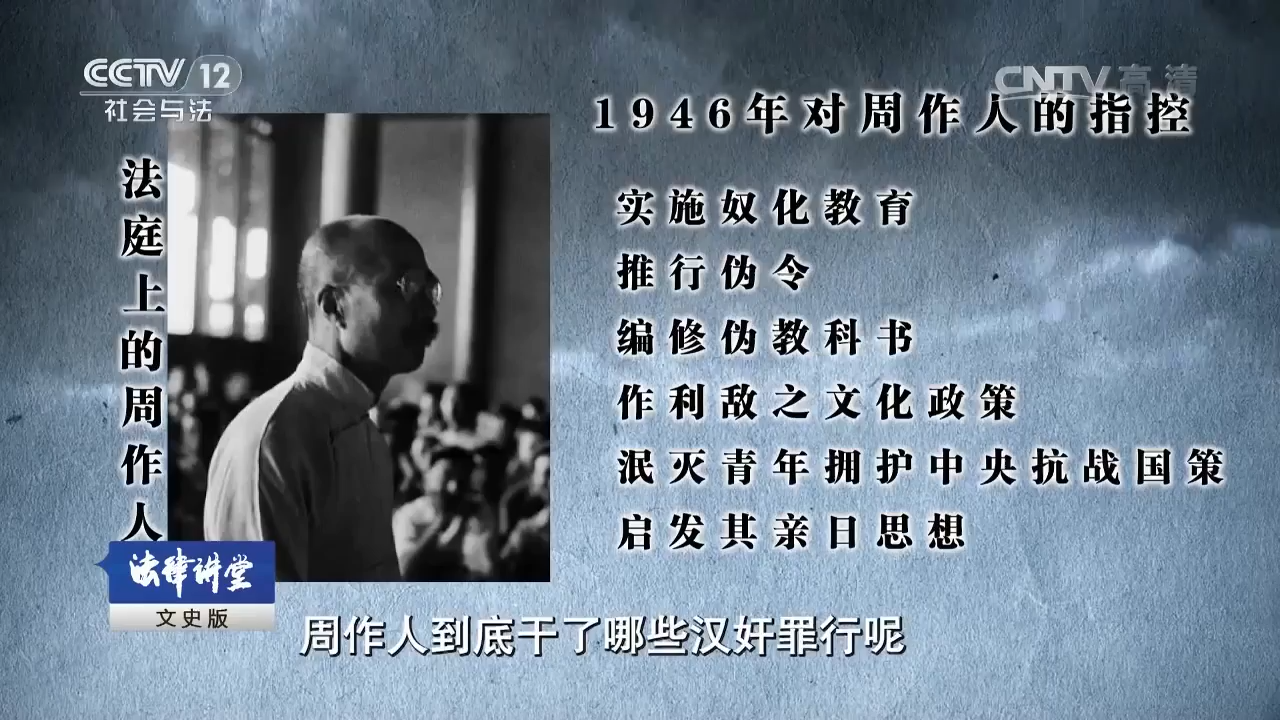 CCTV 12
社会与法
CNTV 高清
1946年对周作人的指控
法庭上的周作人
实施奴化教育
推行伪令
编修伪教科书
作利敌之文化政策
泯灭青年拥护中央抗战国策
启发其亲日思想
法律讲堂
文史版
周作人到底干了哪些汉奸罪行呢